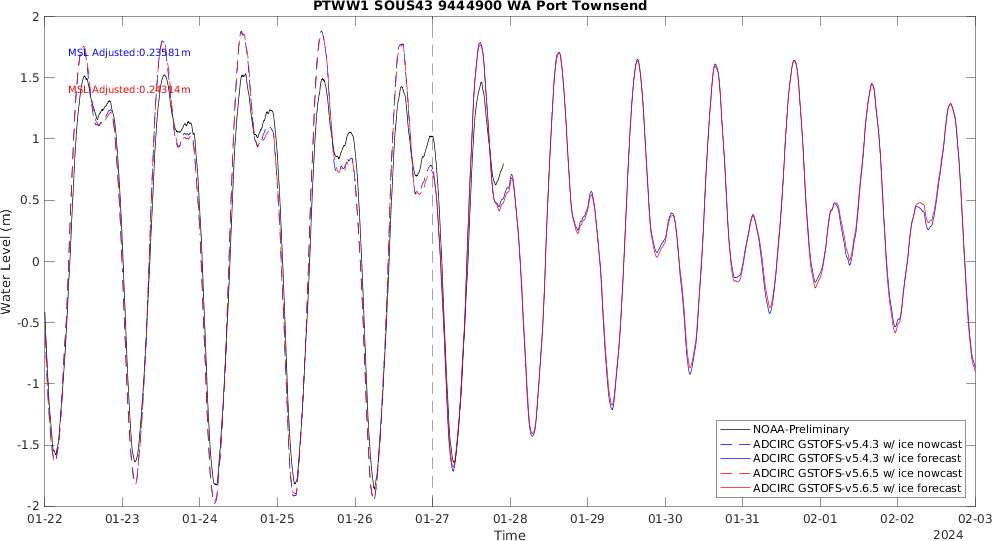 PTWW1 SOUS43 9444900 WA Port Townsend
2
1.5
1
0.5
0
-0.5
-1
-1.5
-2
Water Level (m)
MSL Adjusted:0.23581m
MSL Adjusted:0.24314m
NOAA-Preliminary
ADCIRC GSTOFS-v5.4.3 w/ ice nowcast
ADCIRC GSTOFS-v5.4.3 w/ ice forecast
ADCIRC GSTOFS-v5.6.5 w/ ice nowcast
ADCIRC GSTOFS-v5.6.5 w/ ice forecast
01-22 01-23 01-24 01-25 01-26 01-27 01-28 01-29 01-30 01-31 02-01 02-02 02-03
Time
2024